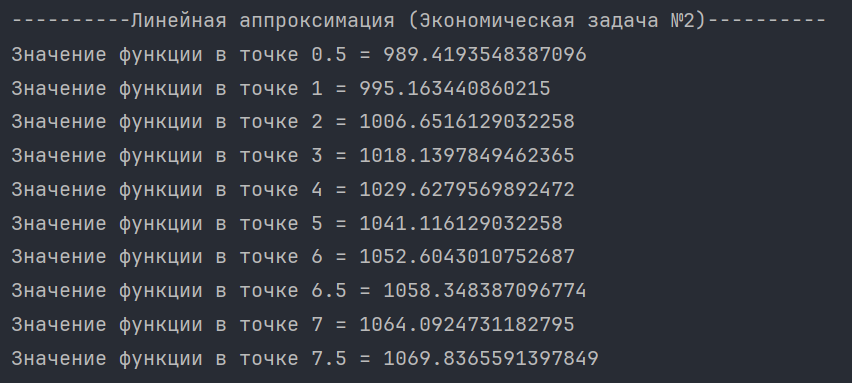 ----------Линейная аппроксимация (Экономическая задача №2)----------
Значение функции в точке 0.5 = 989.4193548387096
Значение функции в точке 1 = 995.163440860215
Значение функции в точке 2 = 1006.6516129032258
Значение функции в точке 3 = 1018.1397849462365
Значение функции в точке 4 = 1029.6279569892472
Значение функции в точке 5 = 1041.116129032258
Значение функции в точке 6 = 1052.6043010752687
Значение функции в точке 6.5 = 1058.348387096774
Значение функции в точке 7 = 1064.0924731182795
Значение функции в точке 7.5 = 1069.8365591397849